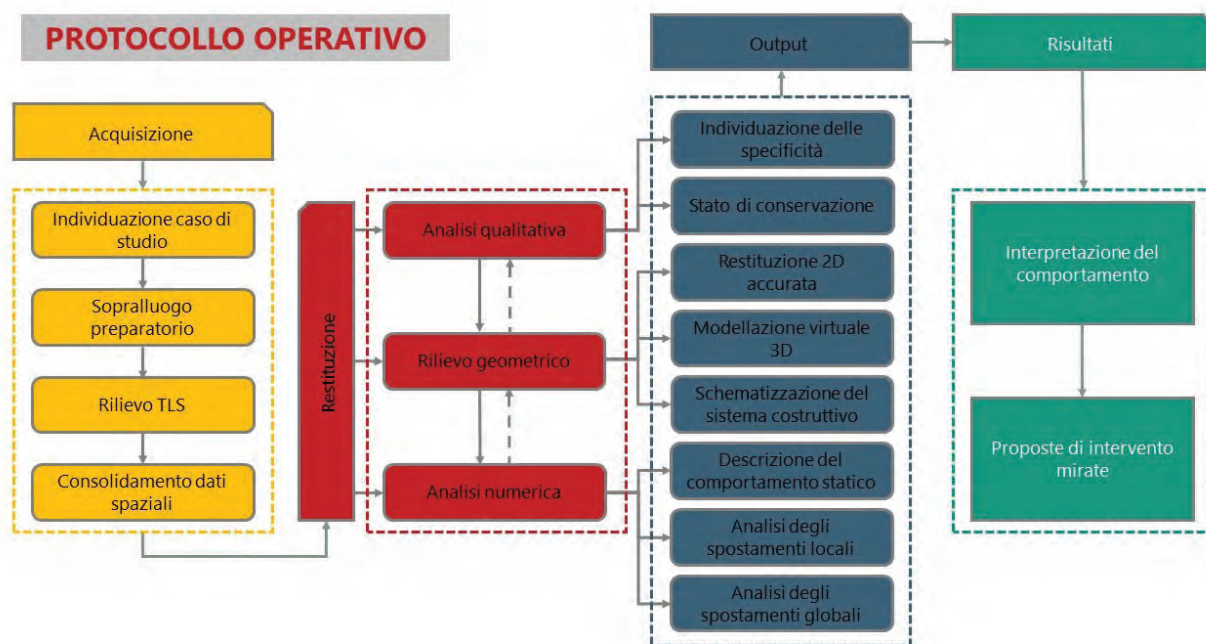 PROTOCOLLO OPERATIVO
Acquisizione
Individuazione caso di
studio
Sopralluogo
preparatorio
Rilievo TLS
Consolidamento dati
spaziali
Restituzione
Analisi qualitativa
Rilievo geometrico
Analisi numerica
Output
Individuazione delle
specificità
Stato di conservazione
Restituzione 2D
accurata
Modellazione virtuale
3D
Schematizzazione del
sistema costruttivo
Descrizione del
comportamento statico
Analisi degli
spostamenti locali
Analisi degli
spostamenti globali
Risultati
Interpretazione del
comportamento
Proposte di intervento
mirate